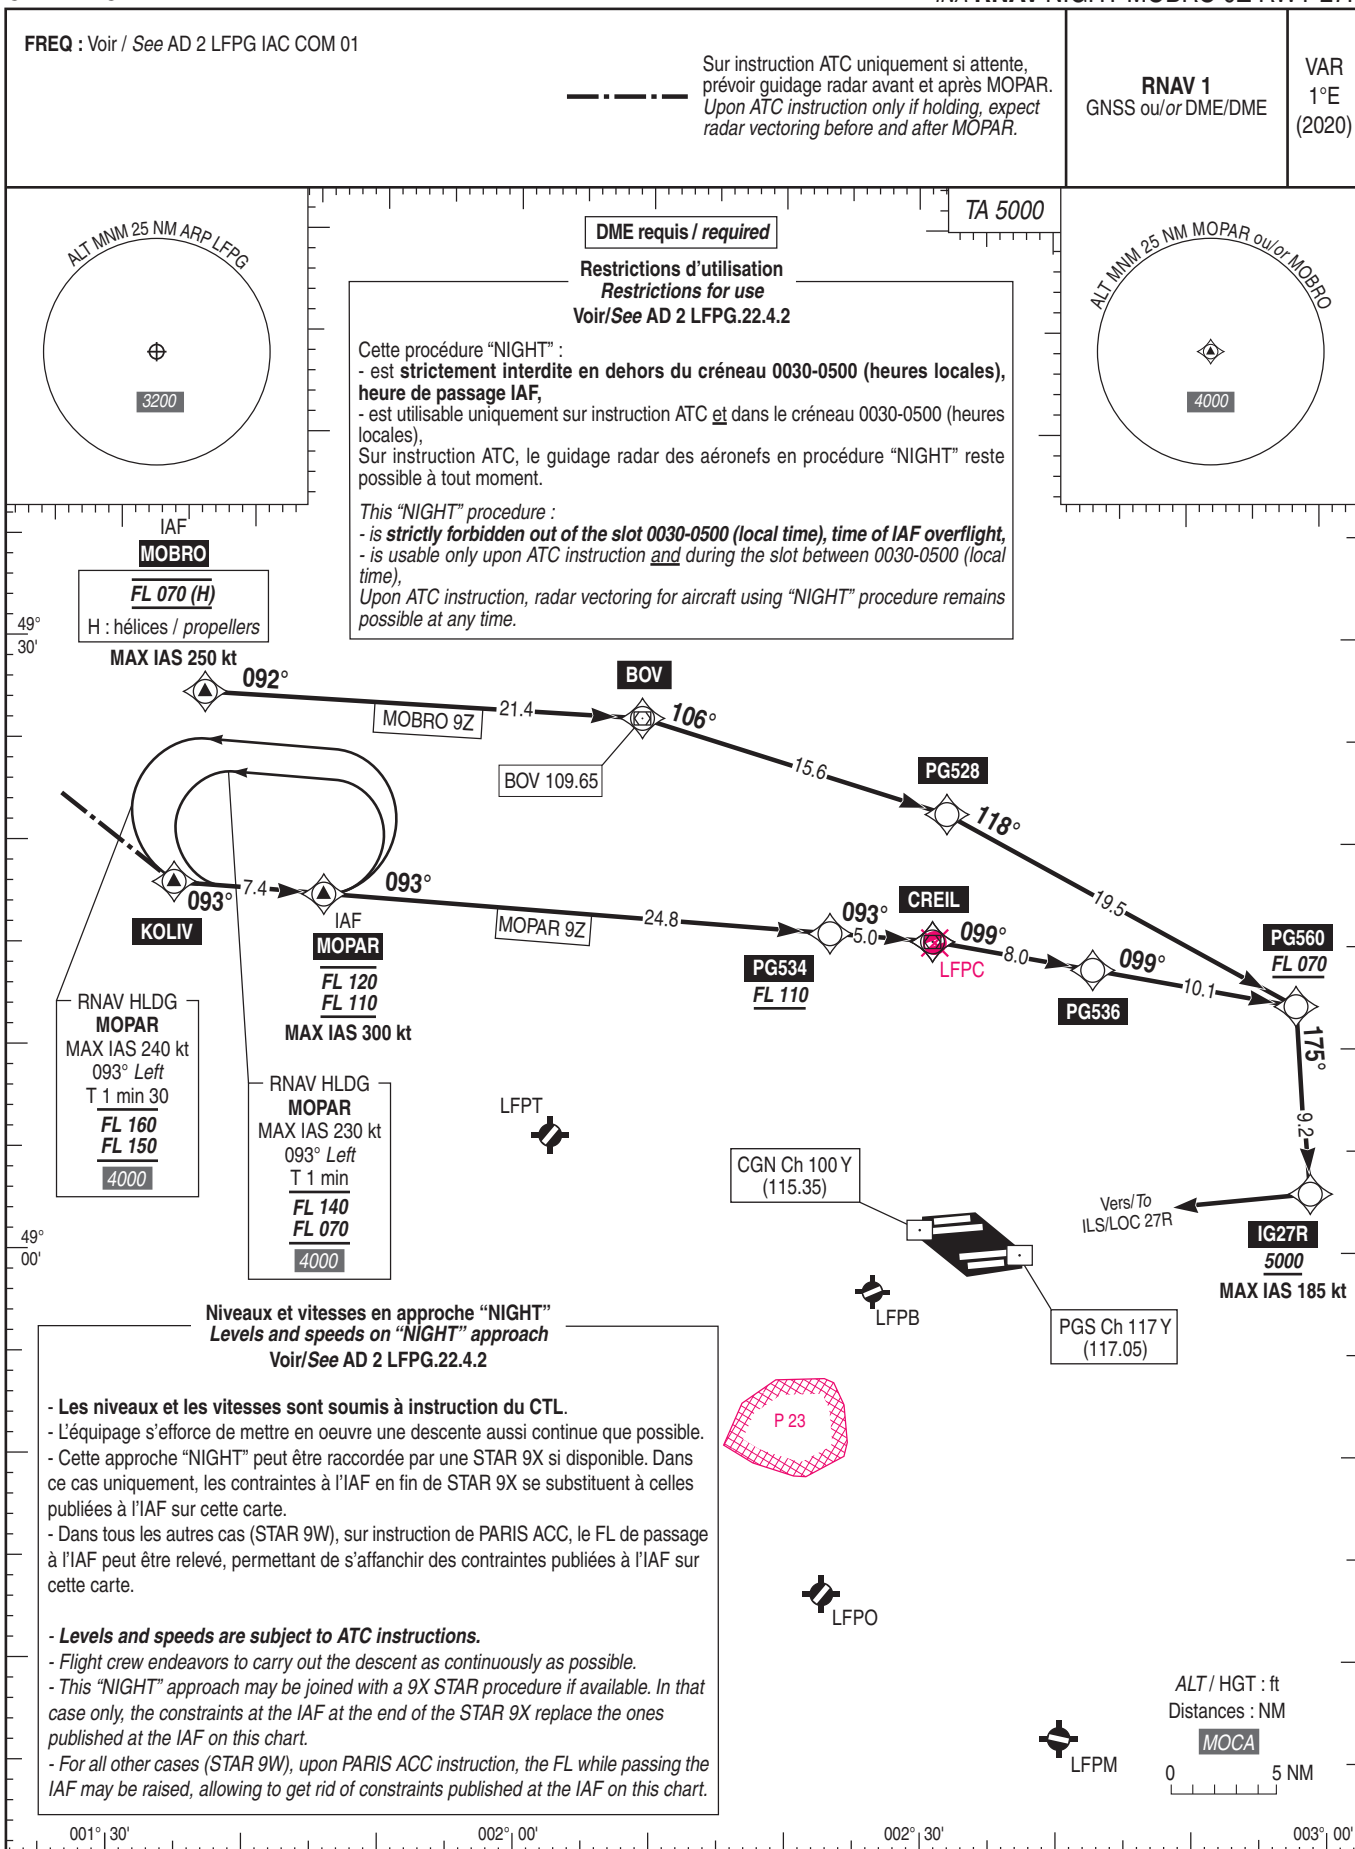 FREQ : Voir / See AD 2 LFPG IAC COM 01
Sur instruction ATC uniquement si attente,
prévoir guidage radar avant et après MOPAR.
Upon ATC instruction only if holding, expect
radar vectoring before and after MOPAR.
RNAV 1
GNSS ou/or DME/DME
VAR
1°E
(2020)
ALT MNM 25 NM ARP LFPG
3200
DME requis / required
TA 5000
ALT MNM 25 NM MOPAR ou/or MOBRO
4000
Restrictions d'utilisation
Restrictions for use
Voir/See AD 2 LFPG.22.4.2
Cette procédure “NIGHT” :
- est strictement interdite en dehors du créneau 0030-0500 (heures locales),
heure de passage IAF,
- est utilisable uniquement sur instruction ATC et dans le créneau 0030-0500 (heures
locales),
Sur instruction ATC, le guidage radar des aéronefs en procédure “NIGHT” reste
possible à tout moment.
This “NIGHT” procedure :
- is strictly forbidden out of the slot 0030-0500 (local time), time of IAF overflight,
- is usable only upon ATC instruction and during the slot between 0030-0500 (local
time),
Upon ATC instruction, radar vectoring for aircraft using “NIGHT” procedure remains
possible at any time.
IAF
MOBRO
FL 070 (H)
H : hélices / propellers
MAX IAS 250 kt
49°
30'
092°
MOBRO 9Z
21.4
BOV
106°
BOV 109.65
15.6
PG528
118°
19.5
KOLIV
093°
7.4
IAF
MOPAR
FL 120
FL 110
MAX IAS 300 kt
093°
MOPAR 9Z
24.8
PG534
FL 110
093°
5.0
CREIL
LFPC
099°
8.0
PG536
099°
10.1
PG560
FL 070
175°
9.2
RNAV HLDG
MOPAR
MAX IAS 240 kt
093° Left
T 1 min 30
FL 160
FL 150
4000
RNAV HLDG
MOPAR
MAX IAS 230 kt
093° Left
T 1 min
FL 140
FL 070
4000
LFPT
CGN Ch 100 Y
(115.35)
Vers/To
ILS/LOC 27R
IG27R
5000
MAX IAS 185 kt
49°
00'
LFPB
PGS Ch 117 Y
(117.05)
P 23
LFPO
LFPM
Niveaux et vitesses en approche “NIGHT”
Levels and speeds on “NIGHT” approach
Voir/See AD 2 LFPG.22.4.2
- Les niveaux et les vitesses sont soumis à instruction du CTL.
- L'équipage s'efforce de mettre en oeuvre une descente aussi continue que possible.
- Cette approche “NIGHT” peut être raccordée par une STAR 9X si disponible. Dans
ce cas uniquement, les contraintes à l'IAF en fin de STAR 9X se substituent à celles
publiées à l'IAF sur cette carte.
- Dans tous les autres cas (STAR 9W), sur instruction de PARIS ACC, le FL de passage
à l'IAF peut être relevé, permettant de s'affanchir des contraintes publiées à l'IAF sur
cette carte.
- Levels and speeds are subject to ATC instructions.
- Flight crew endeavors to carry out the descent as continuously as possible.
- This “NIGHT” approach may be joined with a 9X STAR procedure if available. In that
case only, the constraints at the IAF at the end of the STAR 9X replace the ones
published at the IAF on this chart.
- For all other cases (STAR 9W), upon PARIS ACC instruction, the FL while passing the
IAF may be raised, allowing to get rid of constraints published at the IAF on this chart.
ALT / HGT : ft
Distances : NM
MOCA
0 5 NM
001° 30'
002° 00'
002° 30'
003° 00'